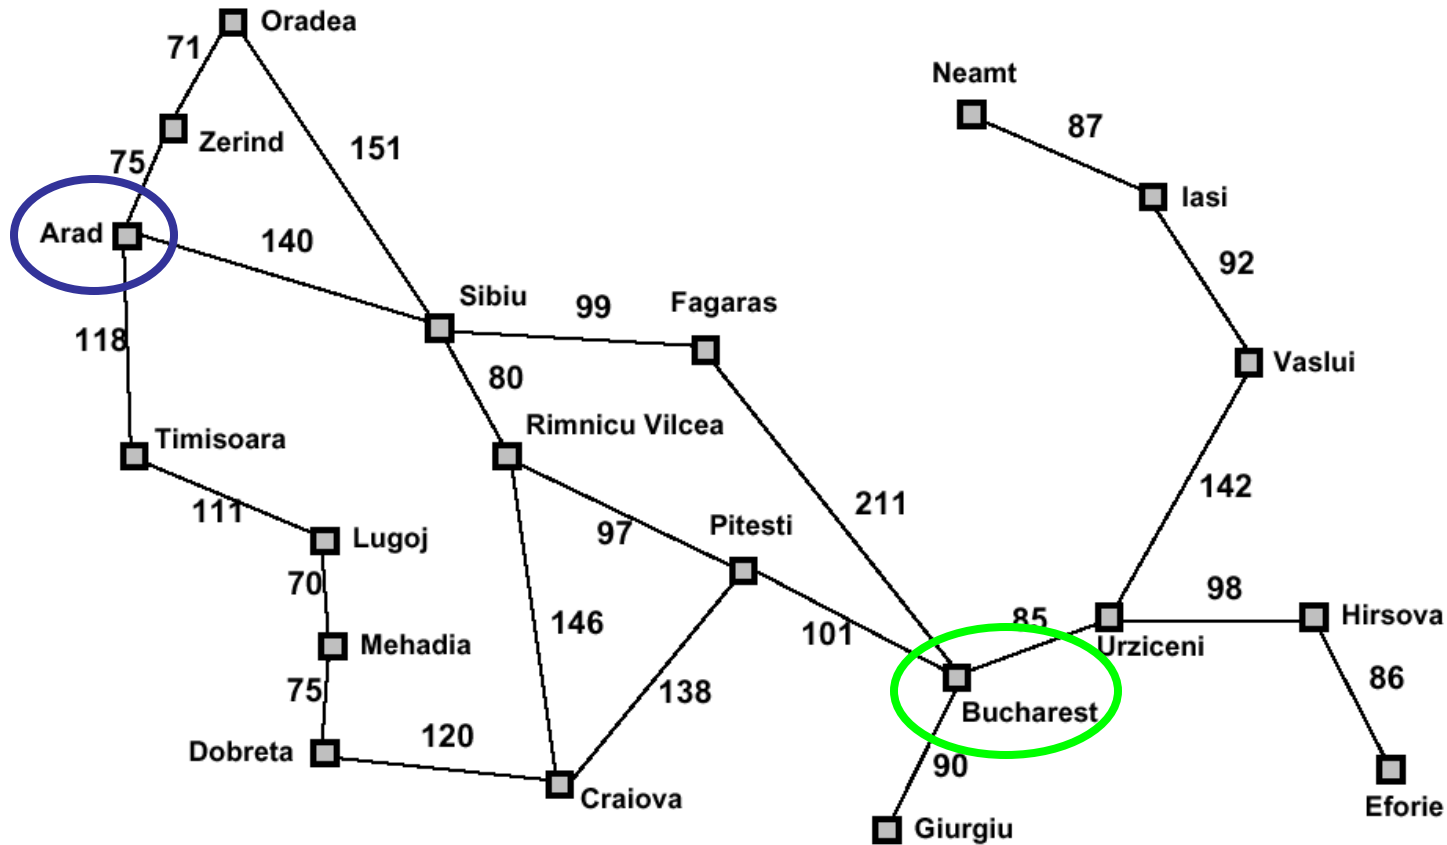 Oradea
71
Neamt
87
Zerind
151
75
Iasi
Arad
140
92
Sibiu
99
Fagaras
118
Vaslui
80
Rimnicu Vilcea
Timisoara
142
211
111
97
Pitesti
Lugoj
70
98
146
101
85
Hirsova
Mehadia
Urziceni
86
75
138
Bucharest
120
Dobreta
90
Craiova
Eforie
Giurgiu